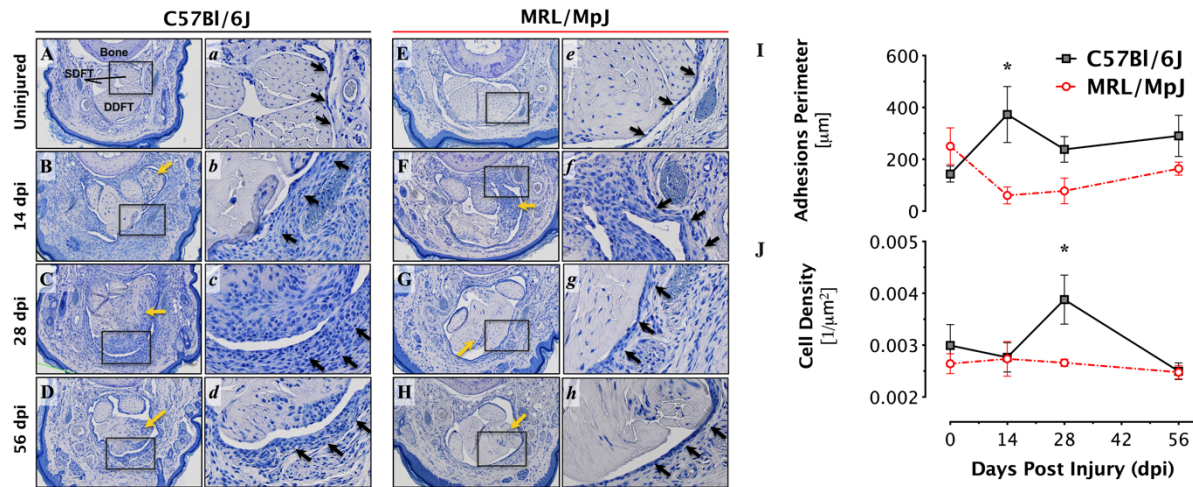 C57Bl/6J
MRL/MpJ
Uninjured
14 dpi
28 dpi
56 dpi
A
Bone
SDFT
DDFT
a
E
e
B
b
F
f
C
c
G
g
D
d
H
h
I
Adhesions Perimeter
[µm]
600
400
200
0
*
C57Bl/6J
MRL/MpJ
J
Cell Density
[1/µm²]
0.005
0.004
0.003
0.002
*
0 14 28 42 56
Days Post Injury (dpi)